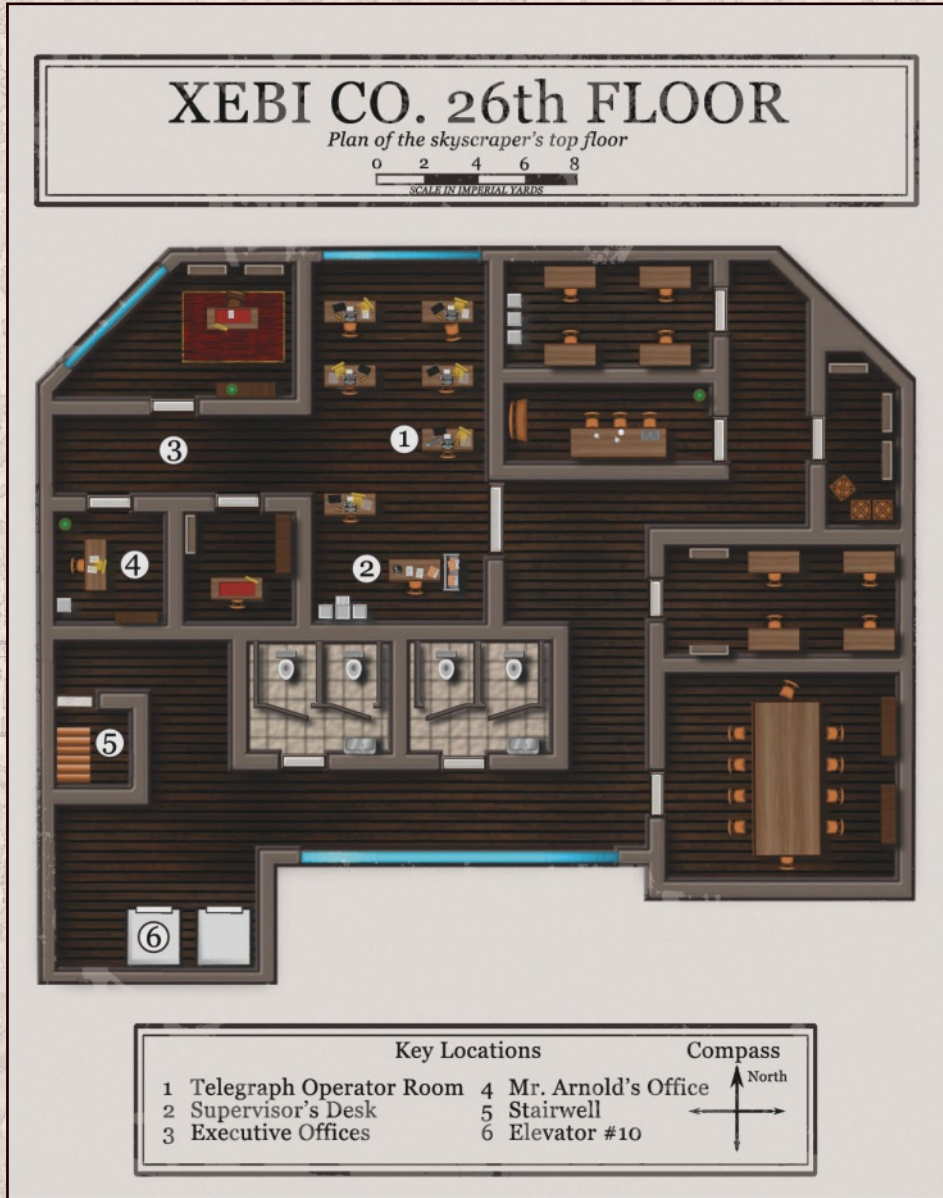 XEBI CO. 26th FLOOR
Plan of the skyscraper's top floor
0 2 4 6 8
SCALE IN IMPERIAL YARDS
1
3
2
4
5
6
Key Locations
1 Telegraph Operator Room
2 Supervisor's Desk
3 Executive Offices
4 Mr. Arnold's Office
5 Stairwell
6 Elevator #10
Compass
North